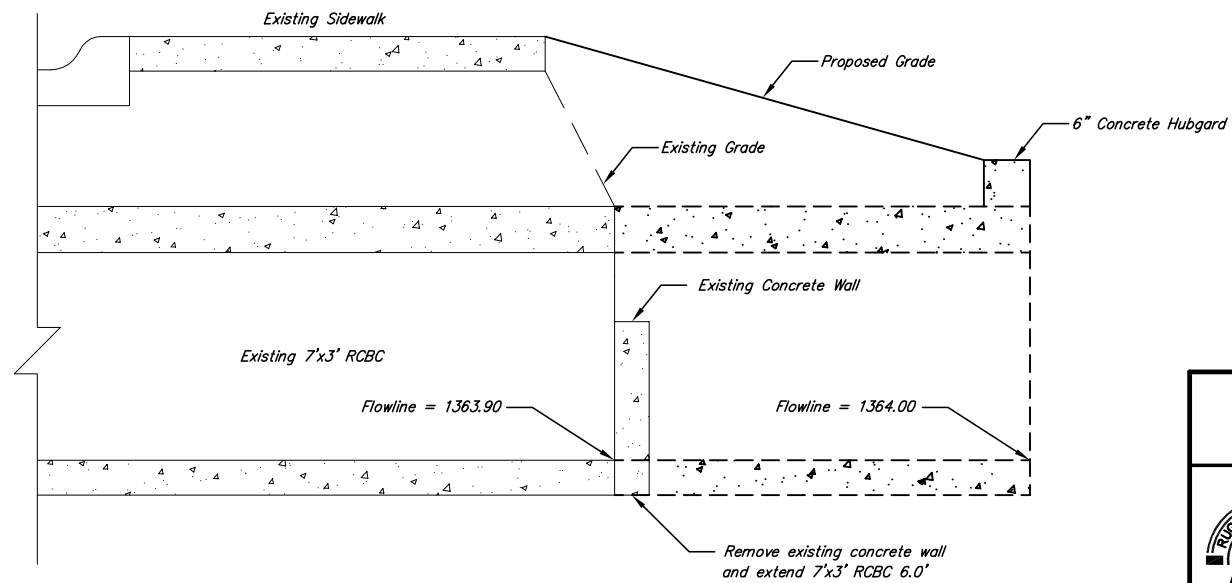 Existing Sidewalk
Proposed Grade
6" Concrete Hubgard
Existing Grade
Existing Concrete Wall
Existing 7'x3' RCBC
Flowline = 1363.90
Flowline = 1364.00
Remove existing concrete wall
and extend 7'x3' RCBC 6.0'